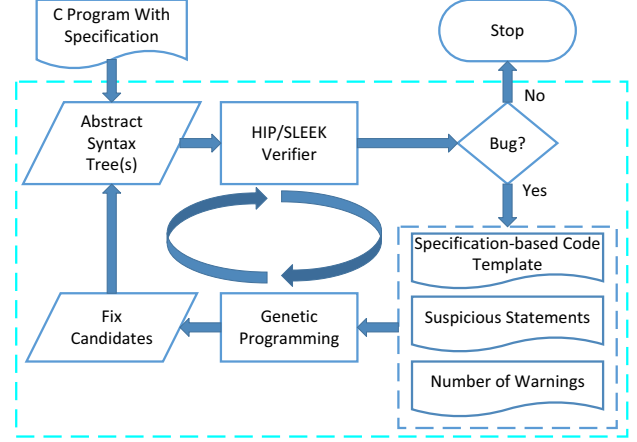 C Program With
Specification
Stop
No
Abstract
Syntax
Tree(s)
HIP/SLEEK
Verifier
Bug?
Yes
Specification-based Code
Template
Suspicious Statements
Number of Warnings
Genetic
Programming
Fix
Candidates